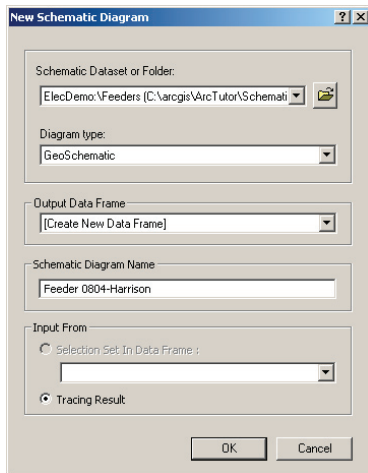 New Schematic Diagram
Schematic Dataset or Folder:
ElecDemo:\Feeders (C:\arcgis\ArcTutor\Schemati
Diagram type:
GeoSchematic
Output Data Frame
[Create New Data Frame]
Schematic Diagram Name
Feeder 0804-Harrison
Input From
Selection Set In Data Frame :
Tracing Result
OK Cancel